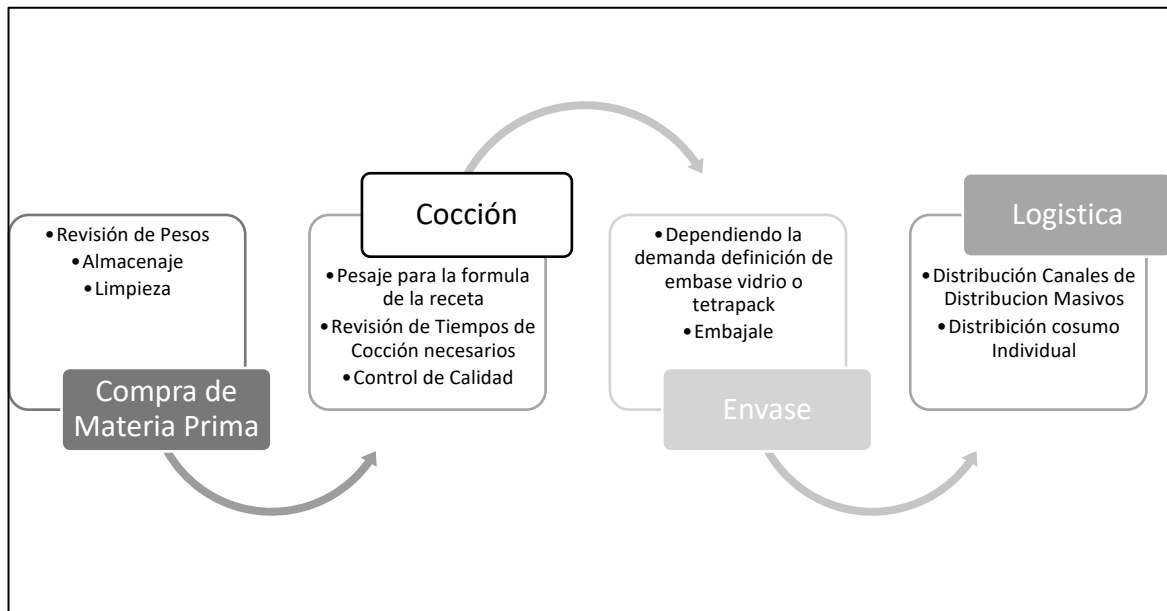 •Revisión de Pesos
•Almacenaje
•Limpieza
Compra de
Materia Prima
Cocción
•Pesaje para la formula
de la receta
•Revisión de Tiempos de
Cocción necesarios
•Control de Calidad
•Dependiendo la
demanda definición de
embase vidrio o
tetrapack
•Embajale
Envase
Logistica
•Distribución Canales de
Distribucion Masivos
•Distribición cosumo
Individual